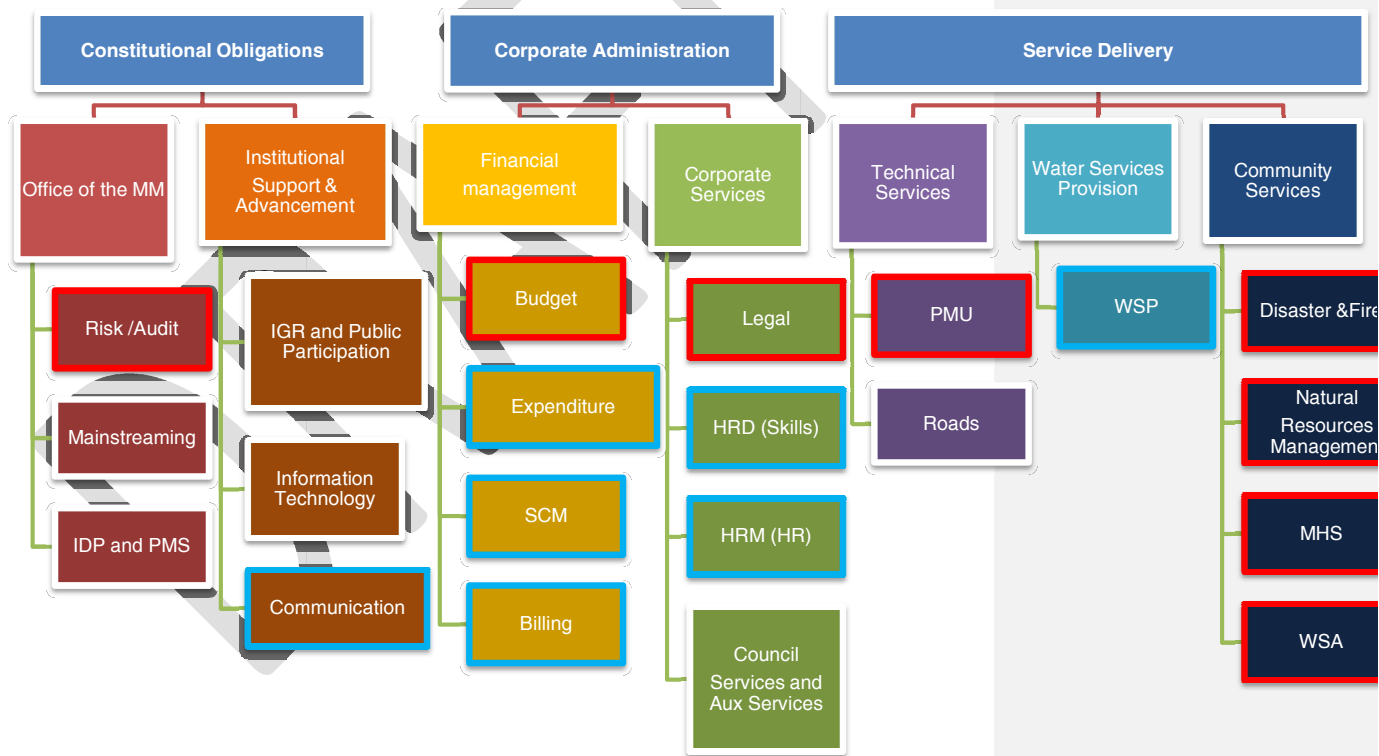 Constitutional Obligations
Corporate Administration
Service Delivery
Office of the MM
Institutional
Support &
Advancement
Financial
management
Corporate
Services
Technical
Services
Water Services
Provision
Community
Services
Risk /Audit
Mainstreaming
IDP and PMS
IGR and Public
Participation
Information
Technology
Communication
Budget
Expenditure
SCM
Billing
Legal
HRD (Skills)
HRM (HR)
Council
Services and
Aux Services
PMU
Roads
WSP
Disaster &Fire
Natural
Resources
Managemen
MHS
WSA